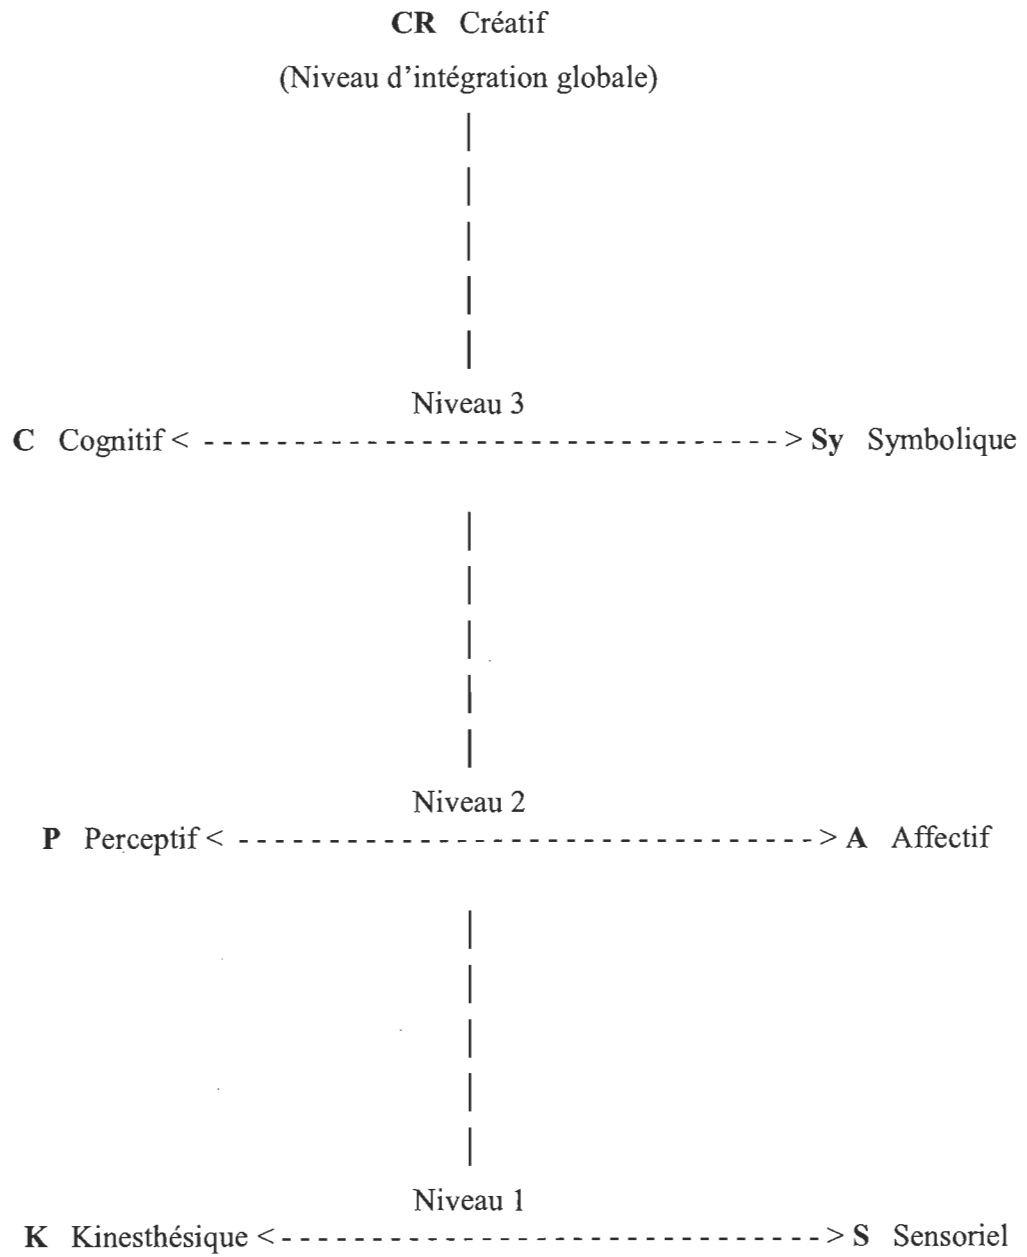 CR Créatif
(Niveau d'intégration globale)
Niveau 3
C Cognitif < - - - - - - - - - - - - - - - - - - - - - - - - - - - - - - - - > Sy Symbolique
Niveau 2
P Perceptif < - - - - - - - - - - - - - - - - - - - - - - - - - - - - - - - - > A Affectif
Niveau 1
K Kinesthésique < - - - - - - - - - - - - - - - - - - - - - - - - - - - - - - - > S Sensoriel